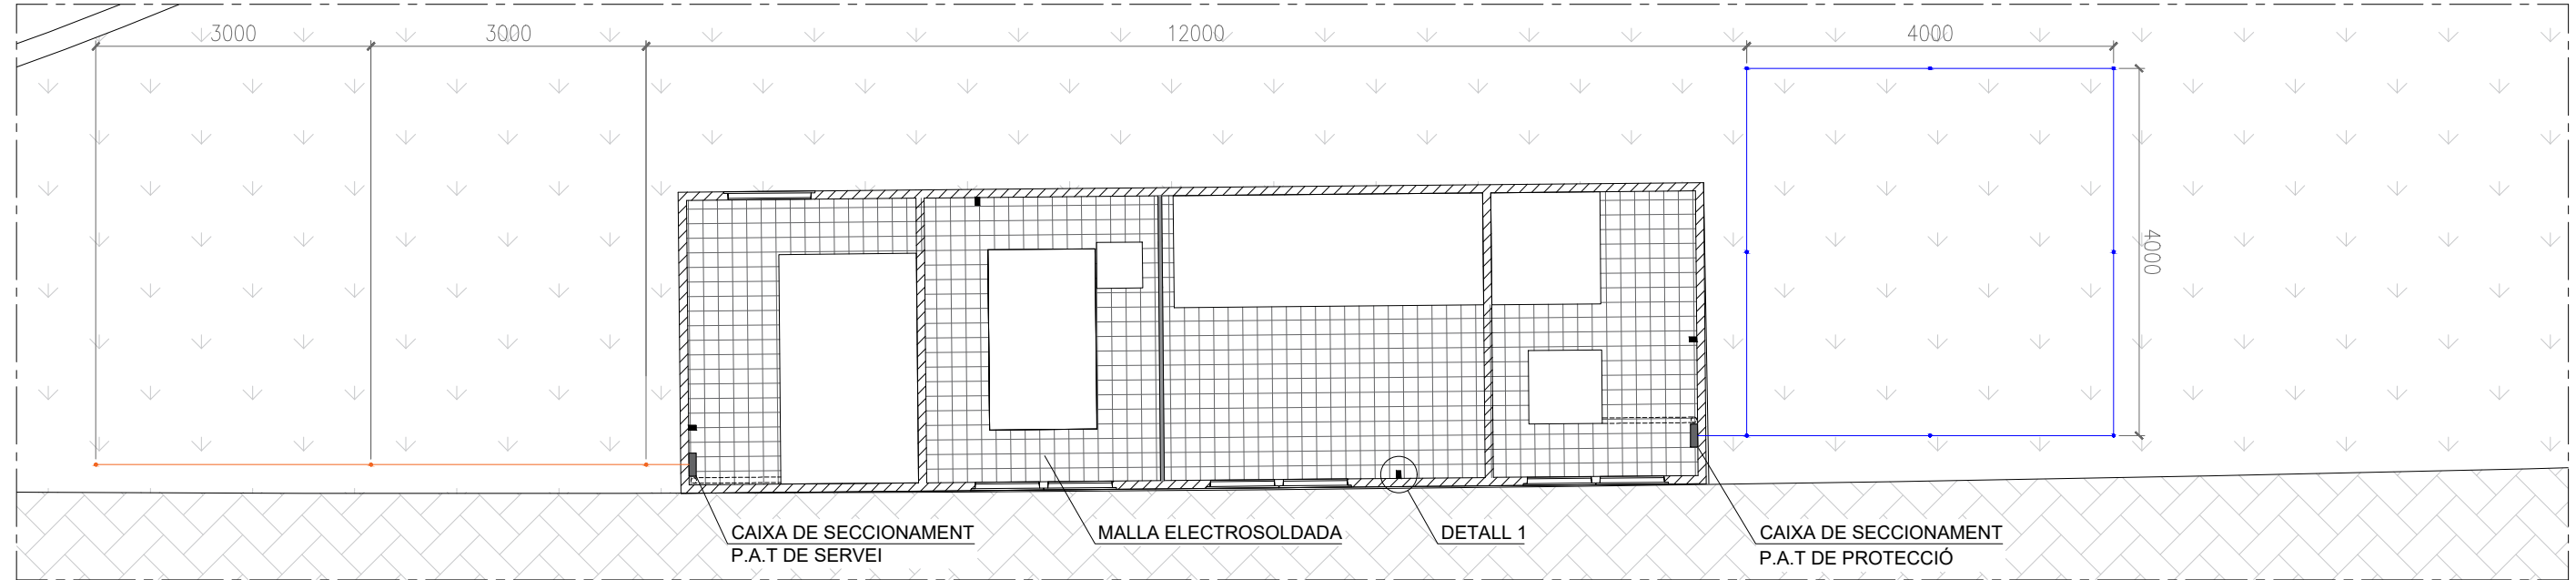 3000
3000
12000
4000
4000
CAIXA DE SECCIONAMENT
P.A.T DE SERVEI
MALLA ELECTROSOLDADA
DETALL 1
CAIXA DE SECCIONAMENT
P.A.T DE PROTECCIÓ